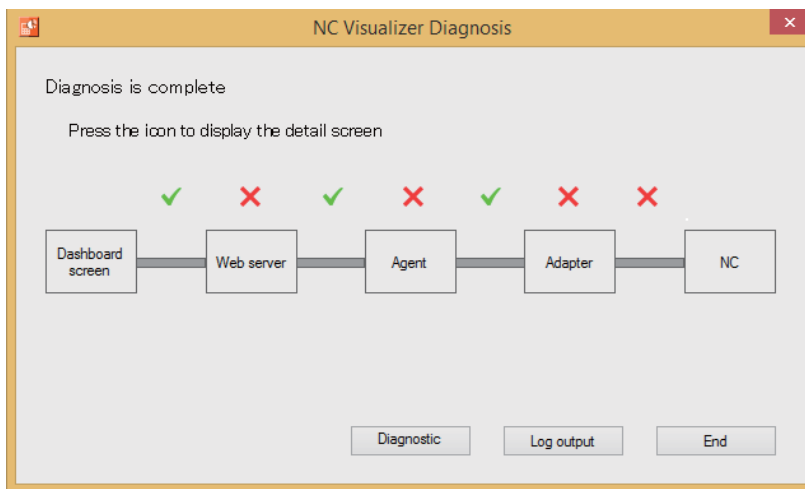 NC Visualizer Diagnosis
Diagnosis is complete
Press the icon to display the detail screen
Dashboard
screen
Web server
Agent
Adapter
NC
Diagnostic
Log output
End